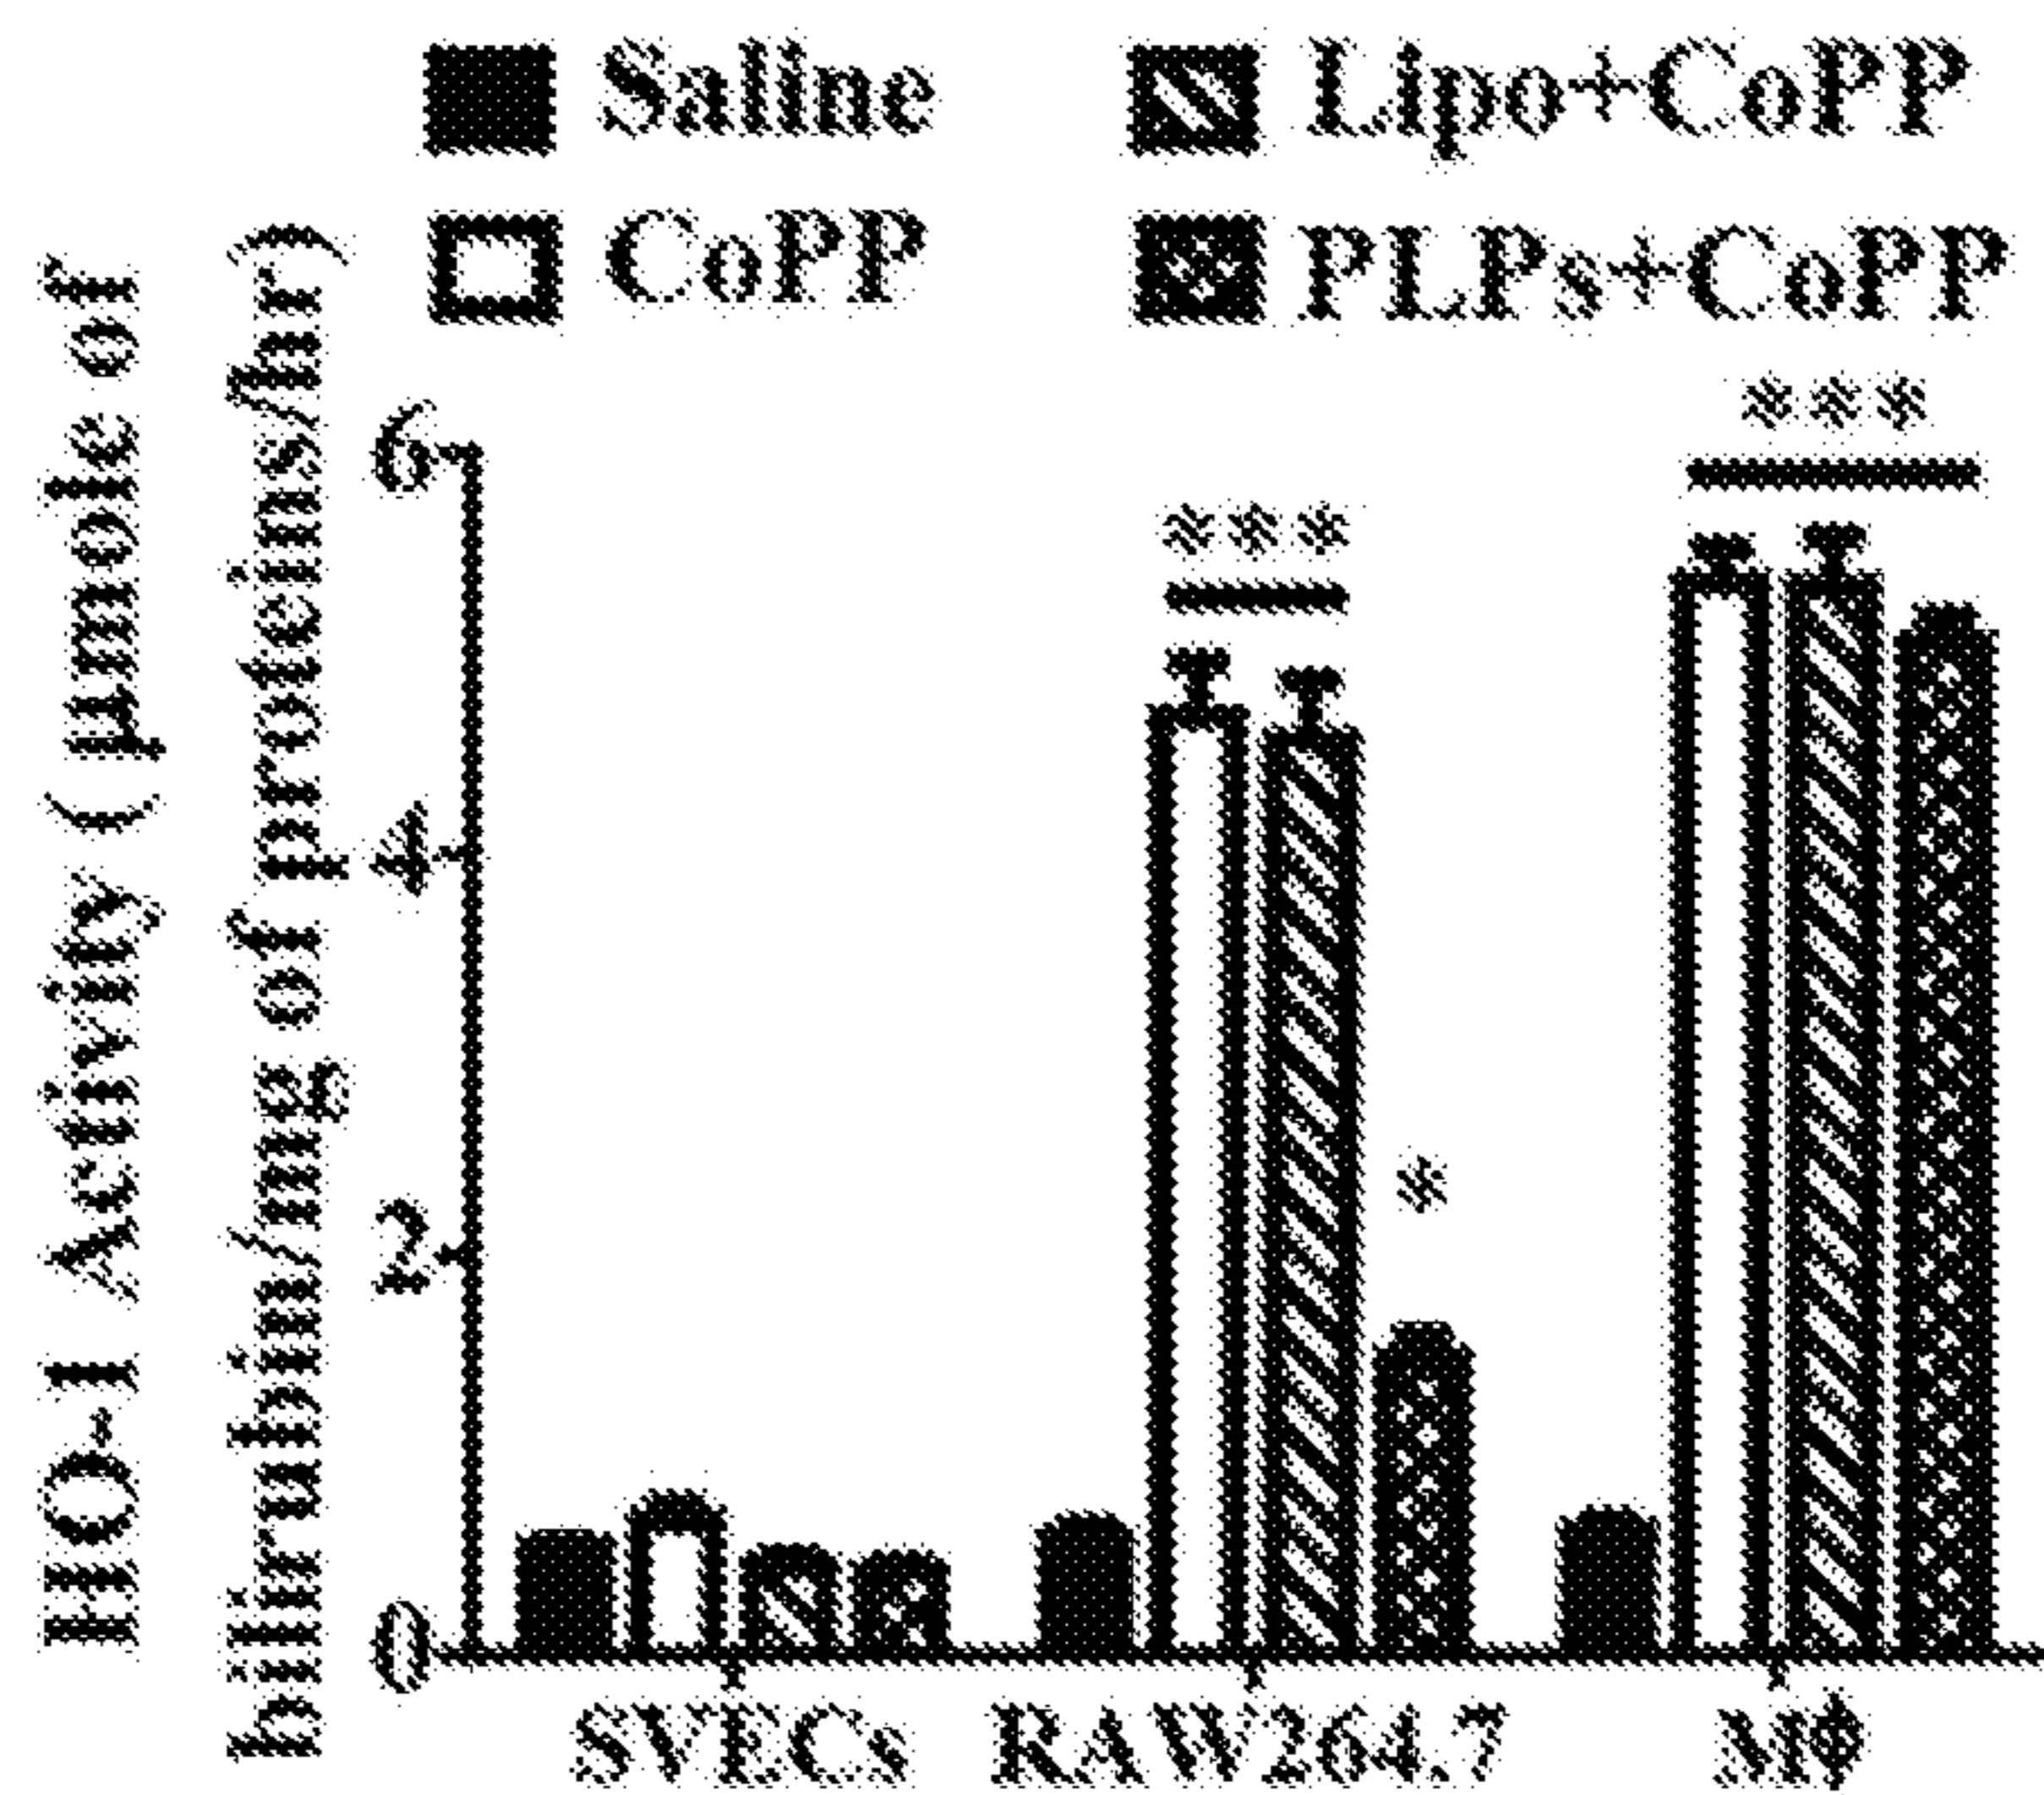 Saline
Lipo+CoPP
CoPP
PLPs+CoPP
HO-1 Activity ( µmole of
bilirubin/mg of proteins/hr)
6
4
2
0
***
***
*
SVECs
RAW264.7
MΦ